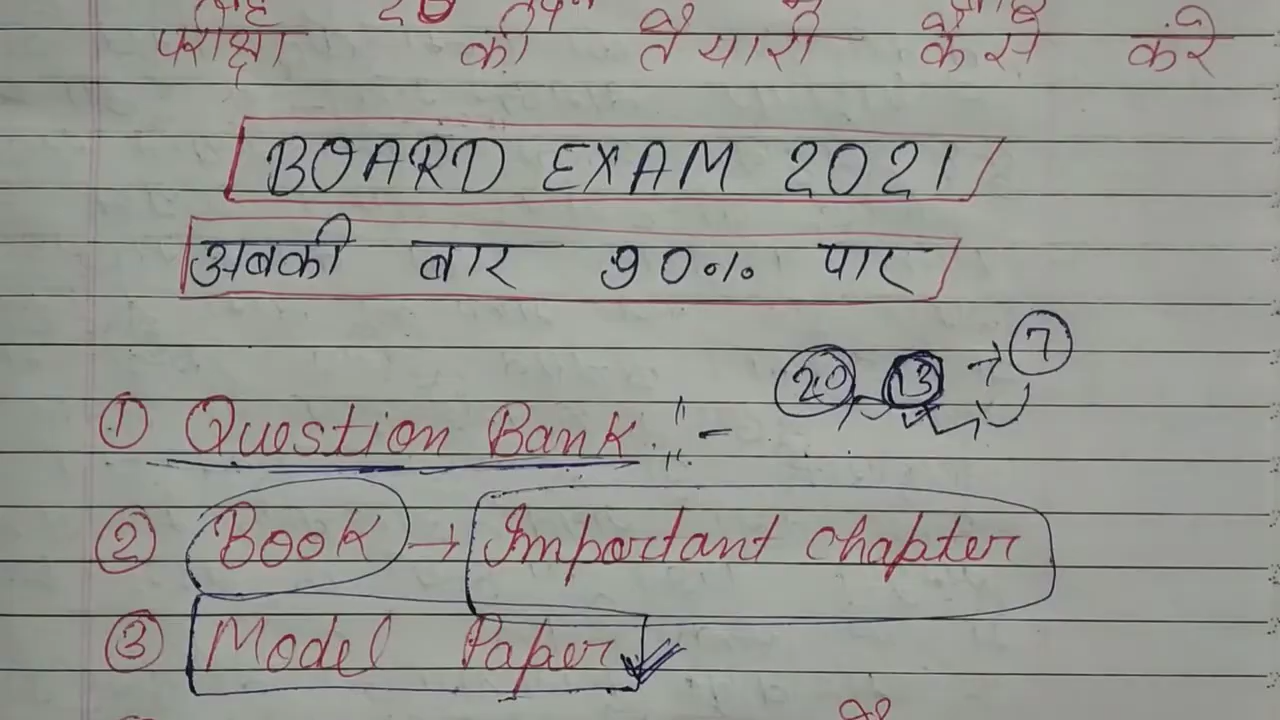 परीक्षा की तैयारी कैसे करें
BOARD EXAM 2021
अबकी बार 90% पार
20 13 → 7
① Question Bank :-
② Book → Important chapter
③ Model Paper